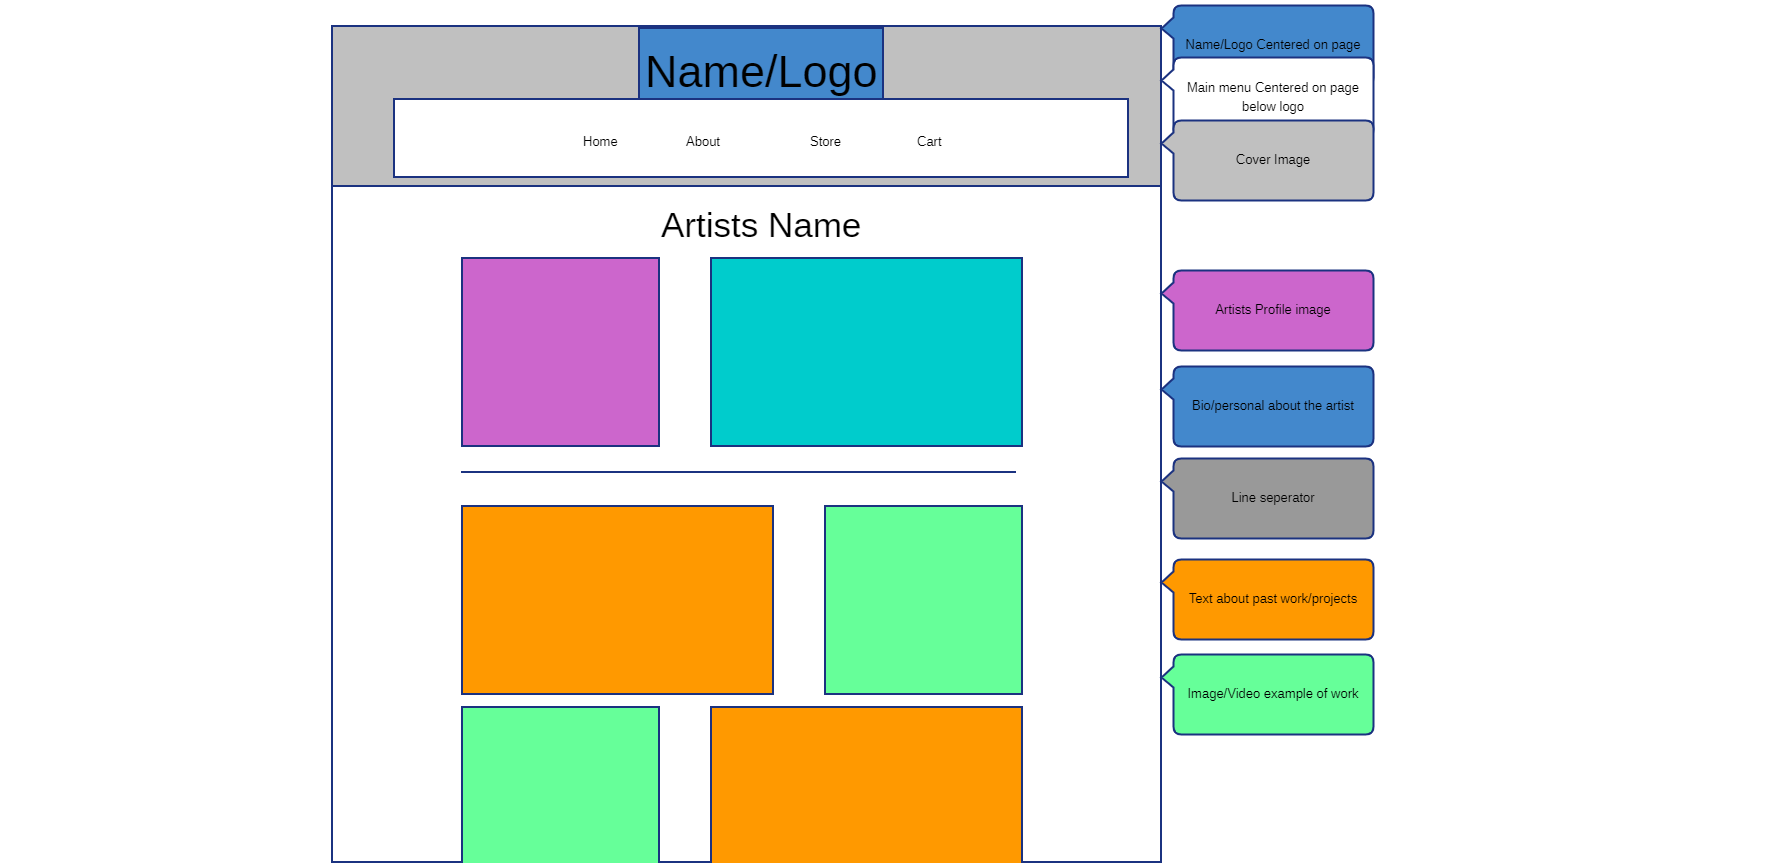 Name/Logo
Home About Store Cart
Artists Name
Name/Logo Centered on page
Main menu Centered on page
below logo
Cover Image
Artists Profile image
Bio/personal about the artist
Line seperator
Text about past work/projects
Image/Video example of work